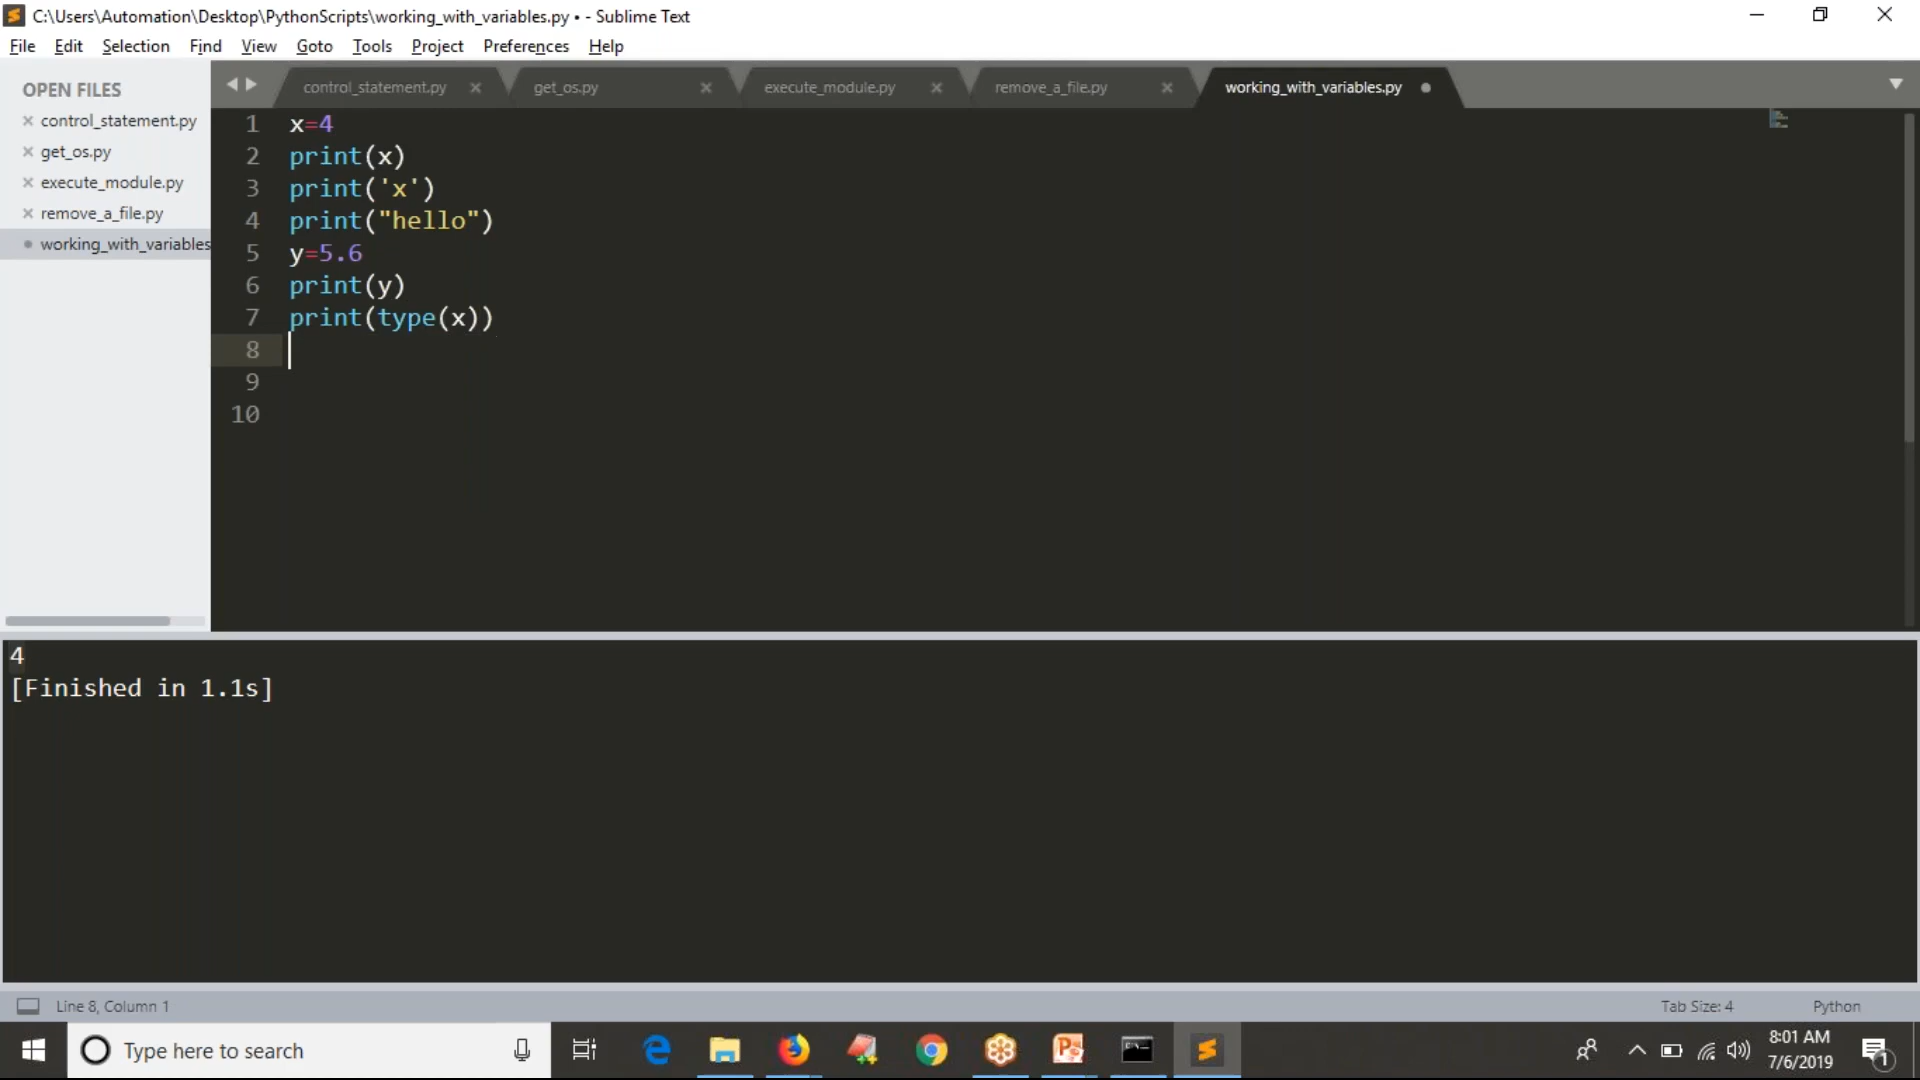 C:\Users\Automation\Desktop\PythonScripts\working_with_variables.py • - Sublime Text
File Edit Selection Find View Goto Tools Project Preferences Help
OPEN FILES
control_statement.py
get_os.py
execute_module.py
remove_a_file.py
working_with_variables
control_statement.py get_os.py execute_module.py remove_a_file.py working_with_variables.py
1 x=4
2 print(x)
3 print('x')
4 print("hello")
5 y=5.6
6 print(y)
7 print(type(x))
8
9
10
4
[Finished in 1.1s]
Line 8, Column 1 Tab Size: 4 Python
Type here to search
8:01 AM
7/6/2019
1